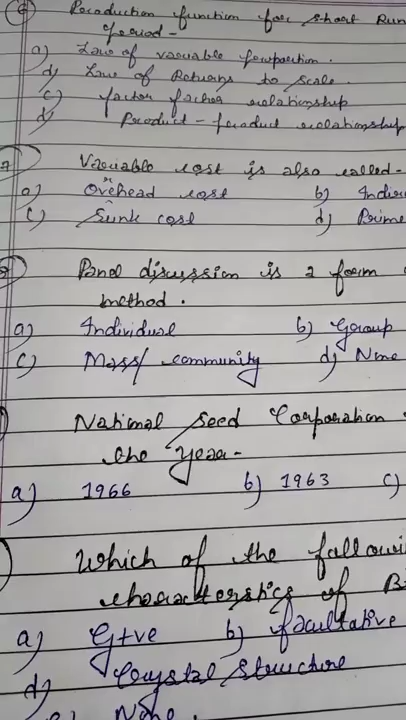 6 Production function for short Run
Period-
a) Law of variable proportion.
d) Law of Returns to scale.
c) factor factor relationship
d) Product-product relationship
7 Variable cost is also called-
a) Overhead cost b) Indir
c) Sunk cost d) Prime
Panel discussion is a form
method.
a) Individual b) Group
c) Mass/community d) None
National Seed Corporation
the Year-
a) 1966 b) 1963 c)
Which of the followi
characterstics of B
a) G+ve b) facultative
d) Crystal structure
e) None.